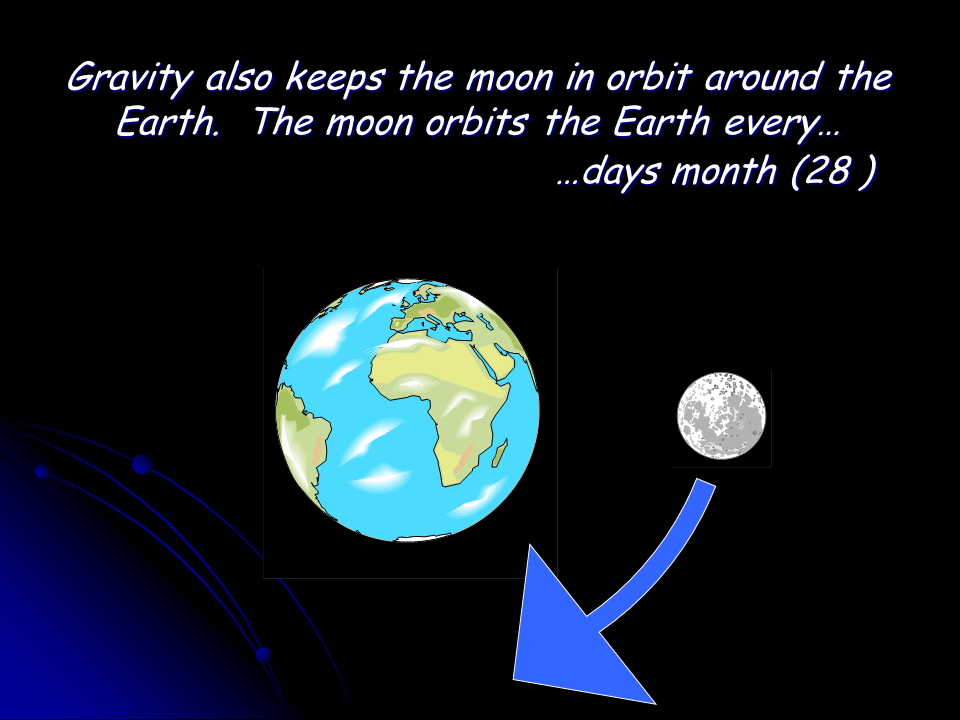 Gravity also keeps the moon in orbit around the
Earth.  The moon orbits the Earth every…
…days month (28 )